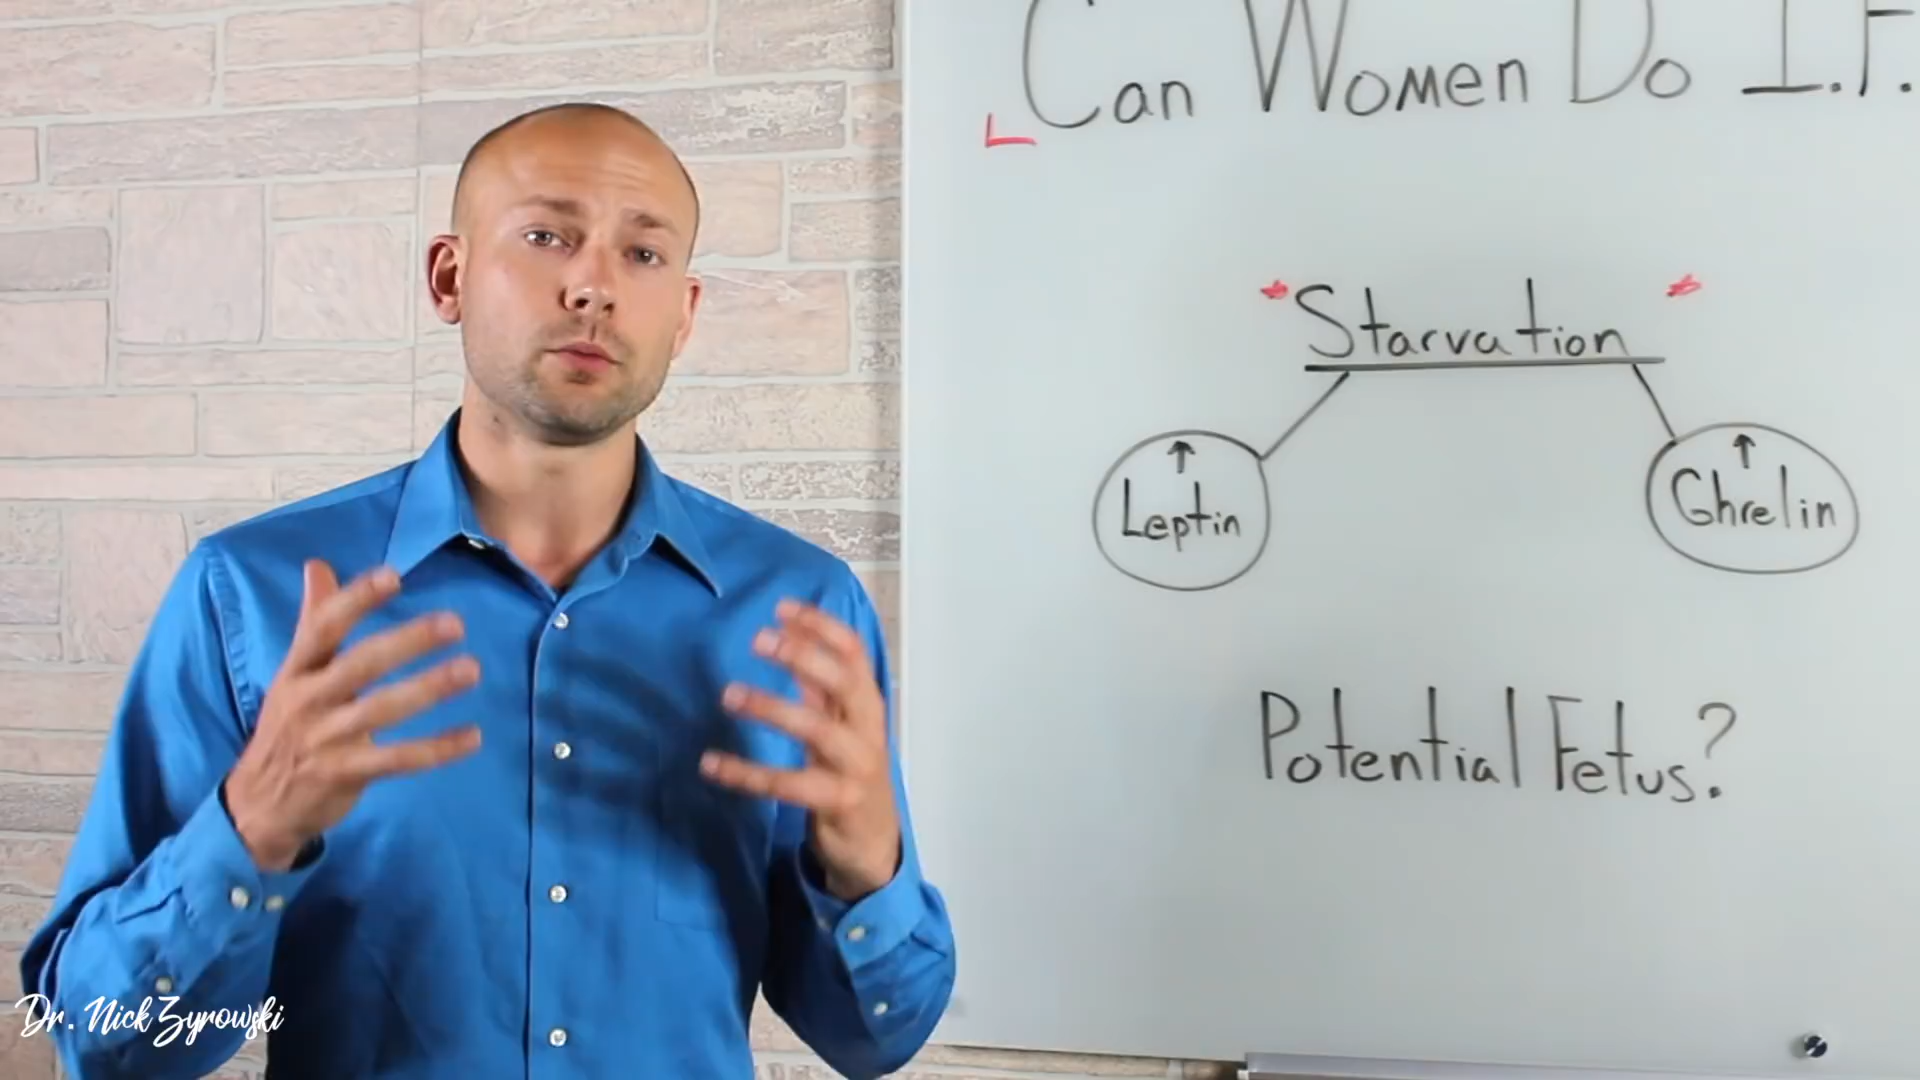 Can Women Do I.F.
Starvation
↑ ↑
Leptin Ghrelin
Potential Fetus?
Dr. Nick Zyrowski